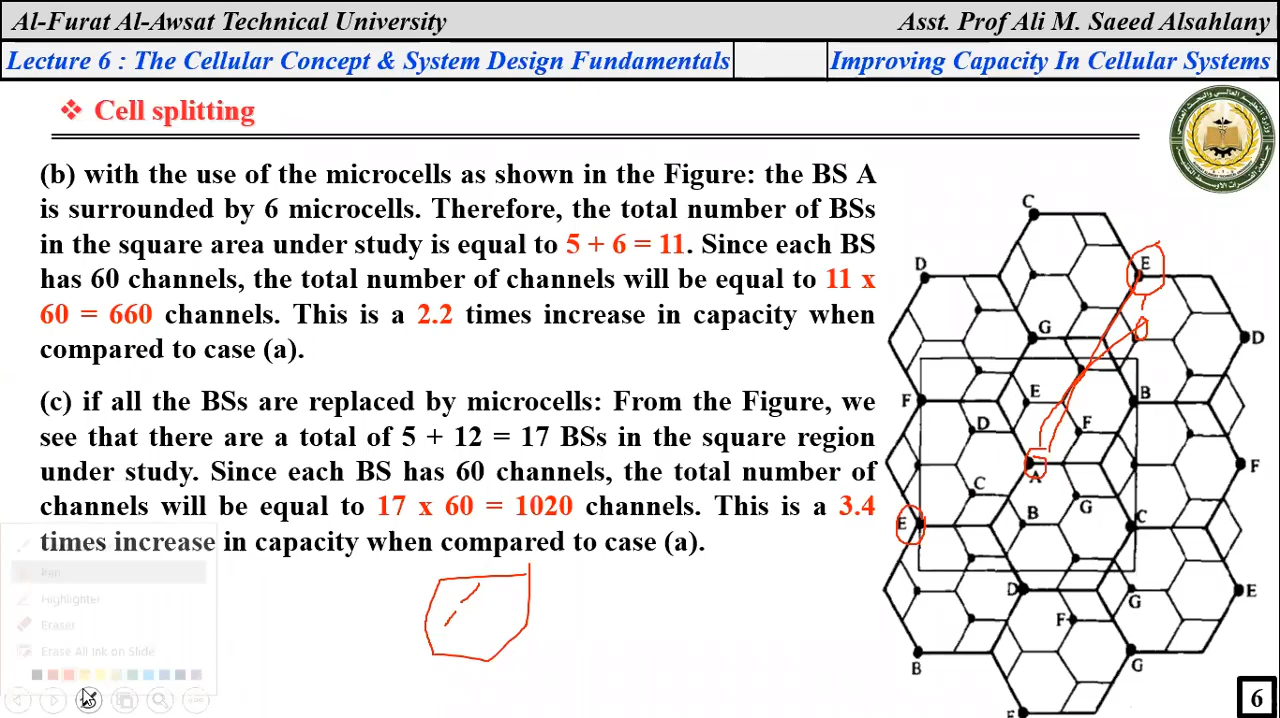 Al-Furat Al-Awsat Technical University
Asst. Prof Ali M. Saeed Alsahlany
Lecture 6 : The Cellular Concept & System Design Fundamentals
Improving Capacity In Cellular Systems
❖ Cell splitting
(b) with the use of the microcells as shown in the Figure: the BS A
is surrounded by 6 microcells. Therefore, the total number of BSs
in the square area under study is equal to 5 + 6 = 11. Since each BS
has 60 channels, the total number of channels will be equal to 11 x
60 = 660 channels. This is a 2.2 times increase in capacity when
compared to case (a).
(c) if all the BSs are replaced by microcells: From the Figure, we
see that there are a total of 5 + 12 = 17 BSs in the square region
under study. Since each BS has 60 channels, the total number of
channels will be equal to 17 x 60 = 1020 channels. This is a 3.4
times increase in capacity when compared to case (a).
Pen
Highlighter
Eraser
Erase All Ink on Slide
C
D
E
G
D
F
E
B
D
F
A
F
C
G
E
B
C
D
G
E
F
B
G
F
6